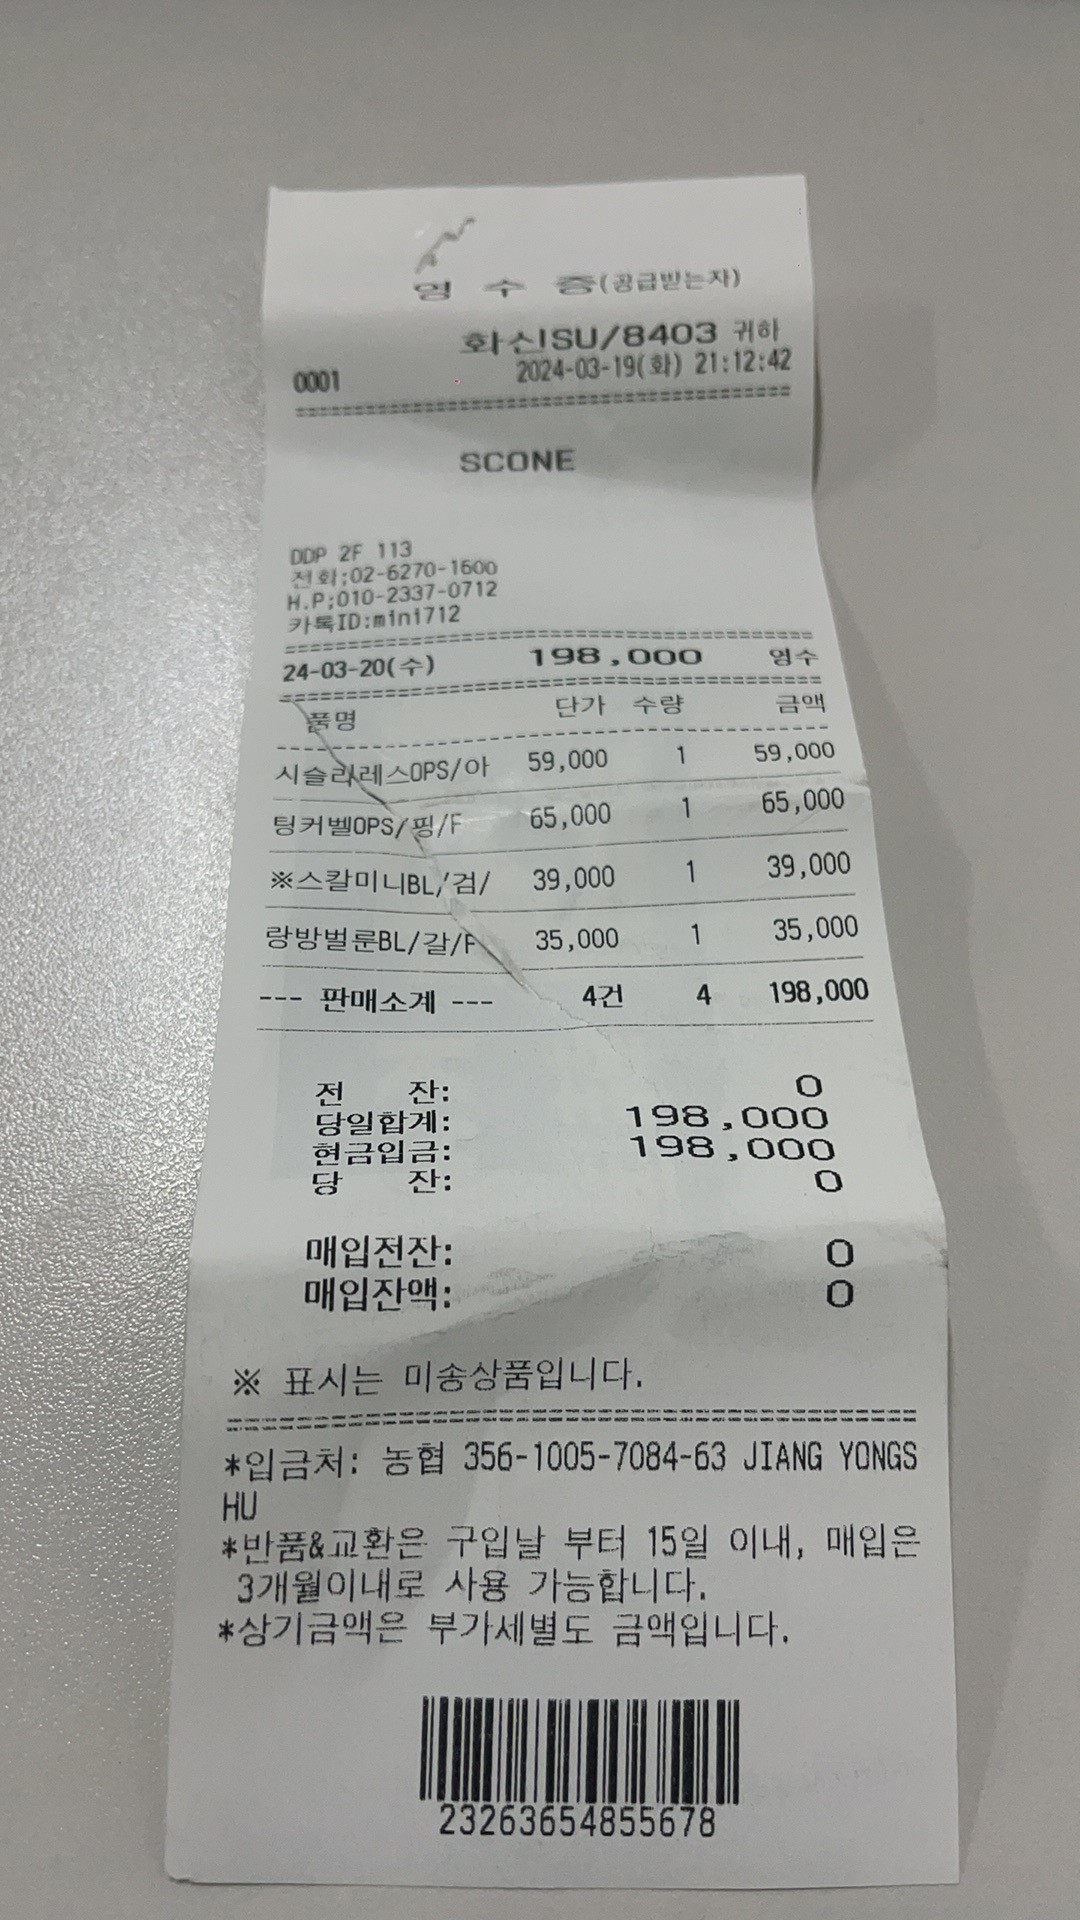 영 수 증(공급받는자)
화신ISU/8403 귀하
0001 2024-03-19(화) 21:12:42
SCONE
DDP 2F 113
전화;02-6270-1600
H.P;010-2337-0712
카톡ID:mini712
24-03-20(수) 198,000 영수
품명 단가 수량 금액
시슬리레스OPS/아 59,000 1 59,000
팅커벨OPS/핑/F 65,000 1 65,000
※스칼미니BL/검/ 39,000 1 39,000
랑방벌룬BL/갈/F 35,000 1 35,000
--- 판매소계 --- 4건 4 198,000
전 잔: 0
당일합계: 198,000
현금입금: 198,000
당 잔: 0
매입전잔: 0
매입잔액: 0
※ 표시는 미송상품입니다.
*입금처: 농협 356-1005-7084-63 JIANG YONGS
HU
*반품&교환은 구입날 부터 15일 이내, 매입은
3개월이내로 사용 가능합니다.
*상기금액은 부가세별도 금액입니다.
23263654855678